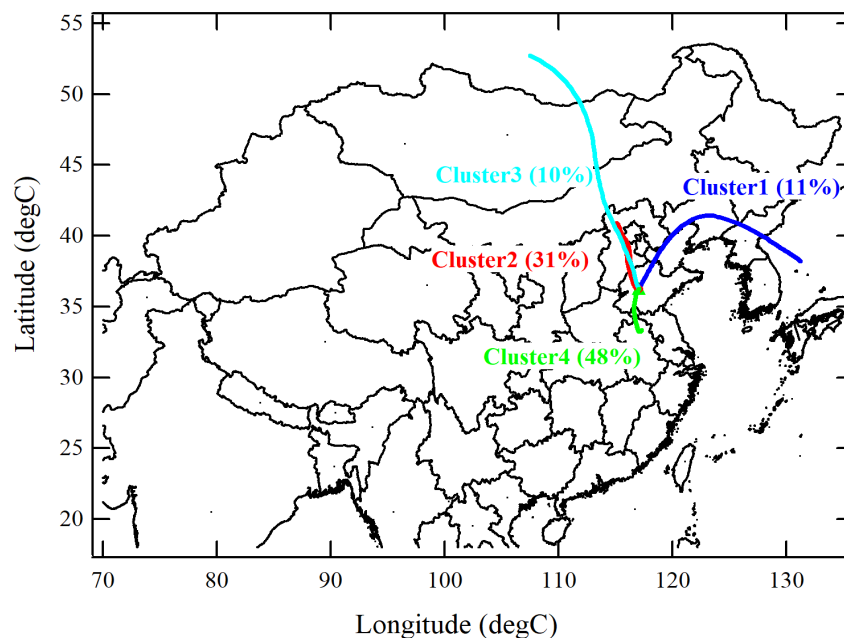 55
50
45
40
35
30
25
20
Latitude (degC)
Cluster3 (10%)
Cluster1 (11%)
Cluster2 (31%)
Cluster4 (48%)
70
80
90
100
110
120
130
Longitude (degC)